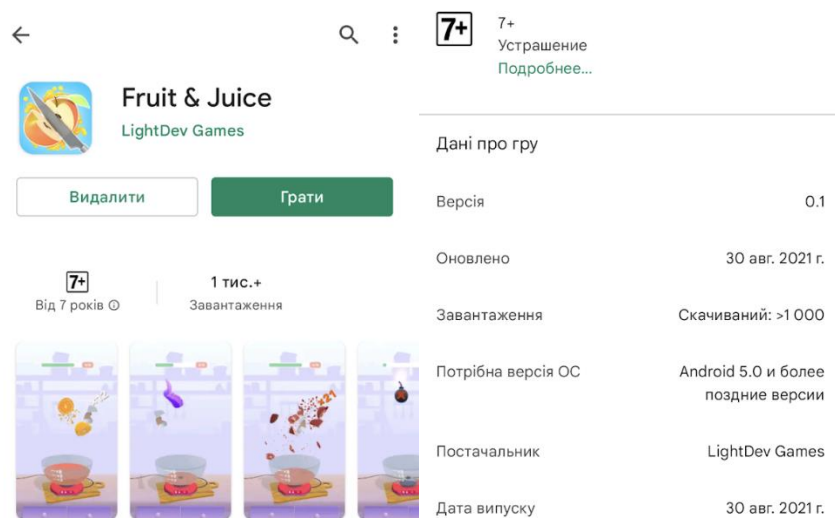 Fruit & Juice
LightDev Games
Видалити
Грати
7+
1 тис.+
Від 7 років
Завантаження
7+
7+
Устрашение
Подробнее...
Дані про гру
Версія 0.1
Оновлено 30 авг. 2021 г.
Завантаження Скачиваний: >1 000
Потрібна версія ОС Android 5.0 и более
поздние версии
Постачальник LightDev Games
Дата випуску 30 авг. 2021 г.